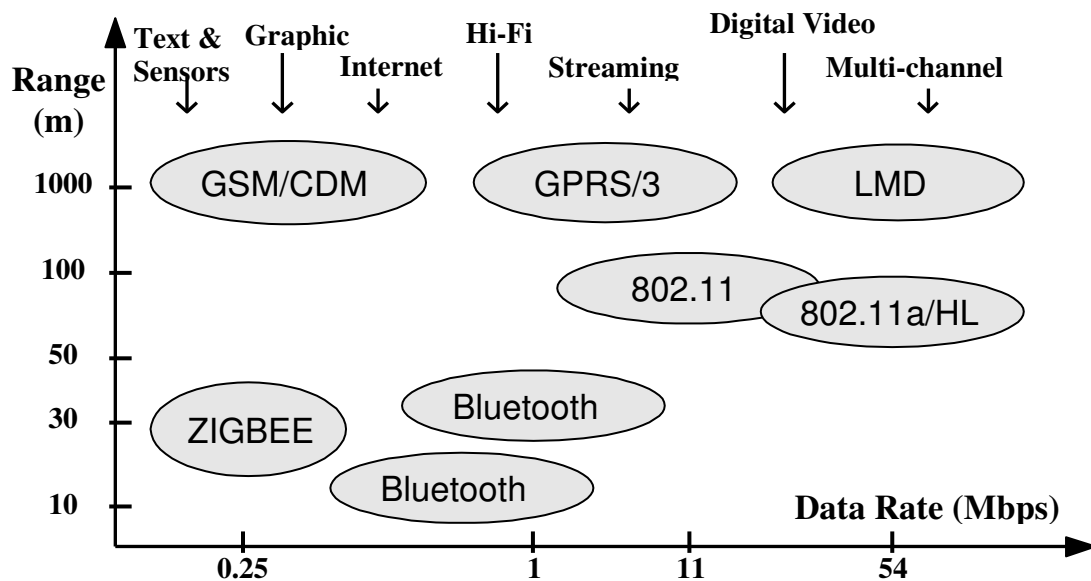 Text &
Sensors
Graphic
Internet
Hi-Fi
Streaming
Digital Video
Multi-channel
Range
(m)
1000
GSM/CDM
GPRS/3
LMD
100
802.11
802.11a/HL
50
30
ZIGBEE
Bluetooth
Bluetooth
10
Data Rate (Mbps)
0.25
1
11
54